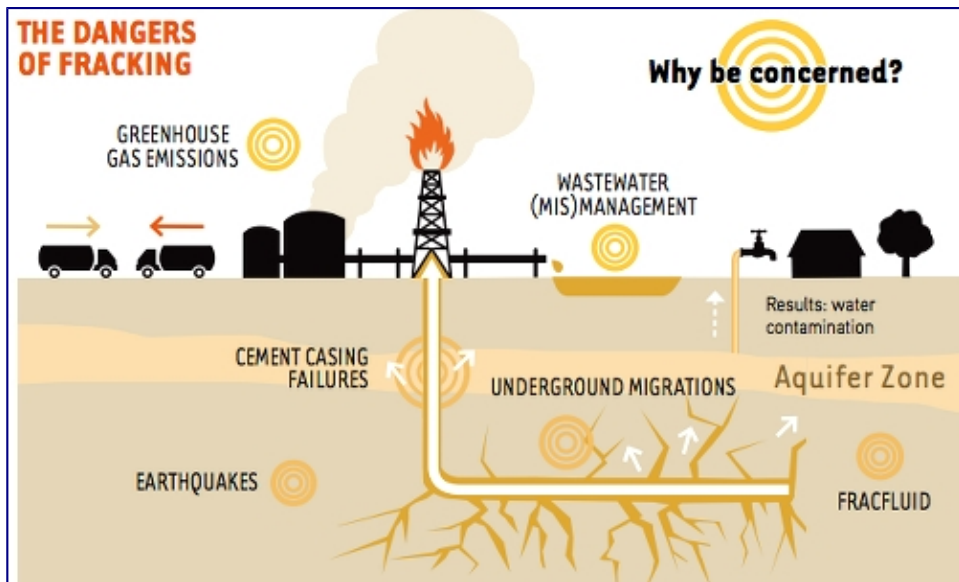 THE DANGERS
OF FRACKING
Why be concerned?
GREENHOUSE
GAS EMISSIONS
WASTEWATER
(MIS)MANAGEMENT
Results: water
contamination
CEMENT CASING
FAILURES
UNDERGROUND MIGRATIONS
Aquifer Zone
EARTHQUAKES
FRACFLUID